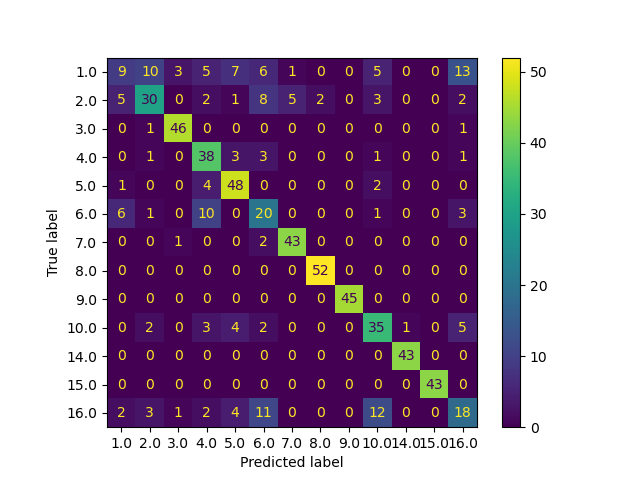 1.0 9 10 3 5 7 6 1 0 0 5 0 0 13
2.0 5 30 0 2 1 8 5 2 0 3 0 0 2
3.0 0 1 46 0 0 0 0 0 0 0 0 0 1
4.0 0 1 0 38 3 3 0 0 0 1 0 0 1
5.0 1 0 0 4 48 0 0 0 0 2 0 0 0
6.0 6 1 0 10 0 20 0 0 0 1 0 0 3
7.0 0 0 1 0 0 2 43 0 0 0 0 0 0
8.0 0 0 0 0 0 0 0 52 0 0 0 0 0
9.0 0 0 0 0 0 0 0 0 45 0 0 0 0
10.0 0 2 0 3 4 2 0 0 0 35 1 0 5
14.0 0 0 0 0 0 0 0 0 0 0 43 0 0
15.0 0 0 0 0 0 0 0 0 0 0 0 43 0
16.0 2 3 1 2 4 11 0 0 0 12 0 0 18
1.0 2.0 3.0 4.0 5.0 6.0 7.0 8.0 9.0 10.0 14.0 15.0 16.0
Predicted label
True label
50
40
30
20
10
0